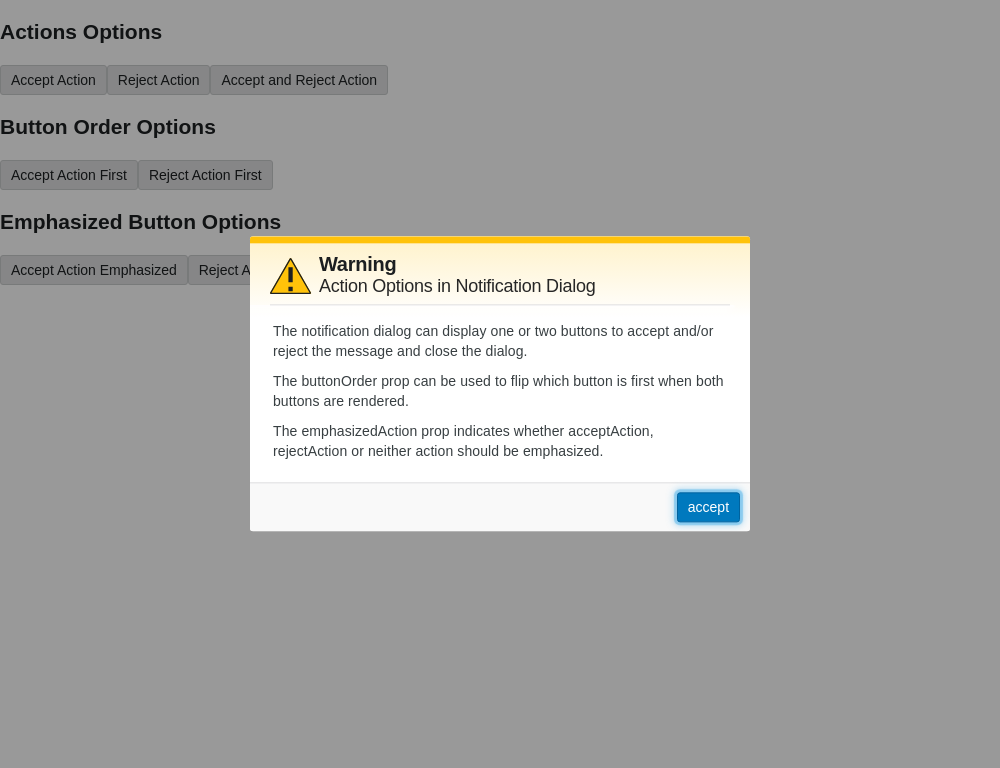 Actions Options
Accept Action Reject Action Accept and Reject Action
Button Order Options
Accept Action First Reject Action First
Emphasized Button Options
Accept Action Emphasized Reject A
Warning
Action Options in Notification Dialog
The notification dialog can display one or two buttons to accept and/or
reject the message and close the dialog.
The buttonOrder prop can be used to flip which button is first when both
buttons are rendered.
The emphasizedAction prop indicates whether acceptAction,
rejectAction or neither action should be emphasized.
accept